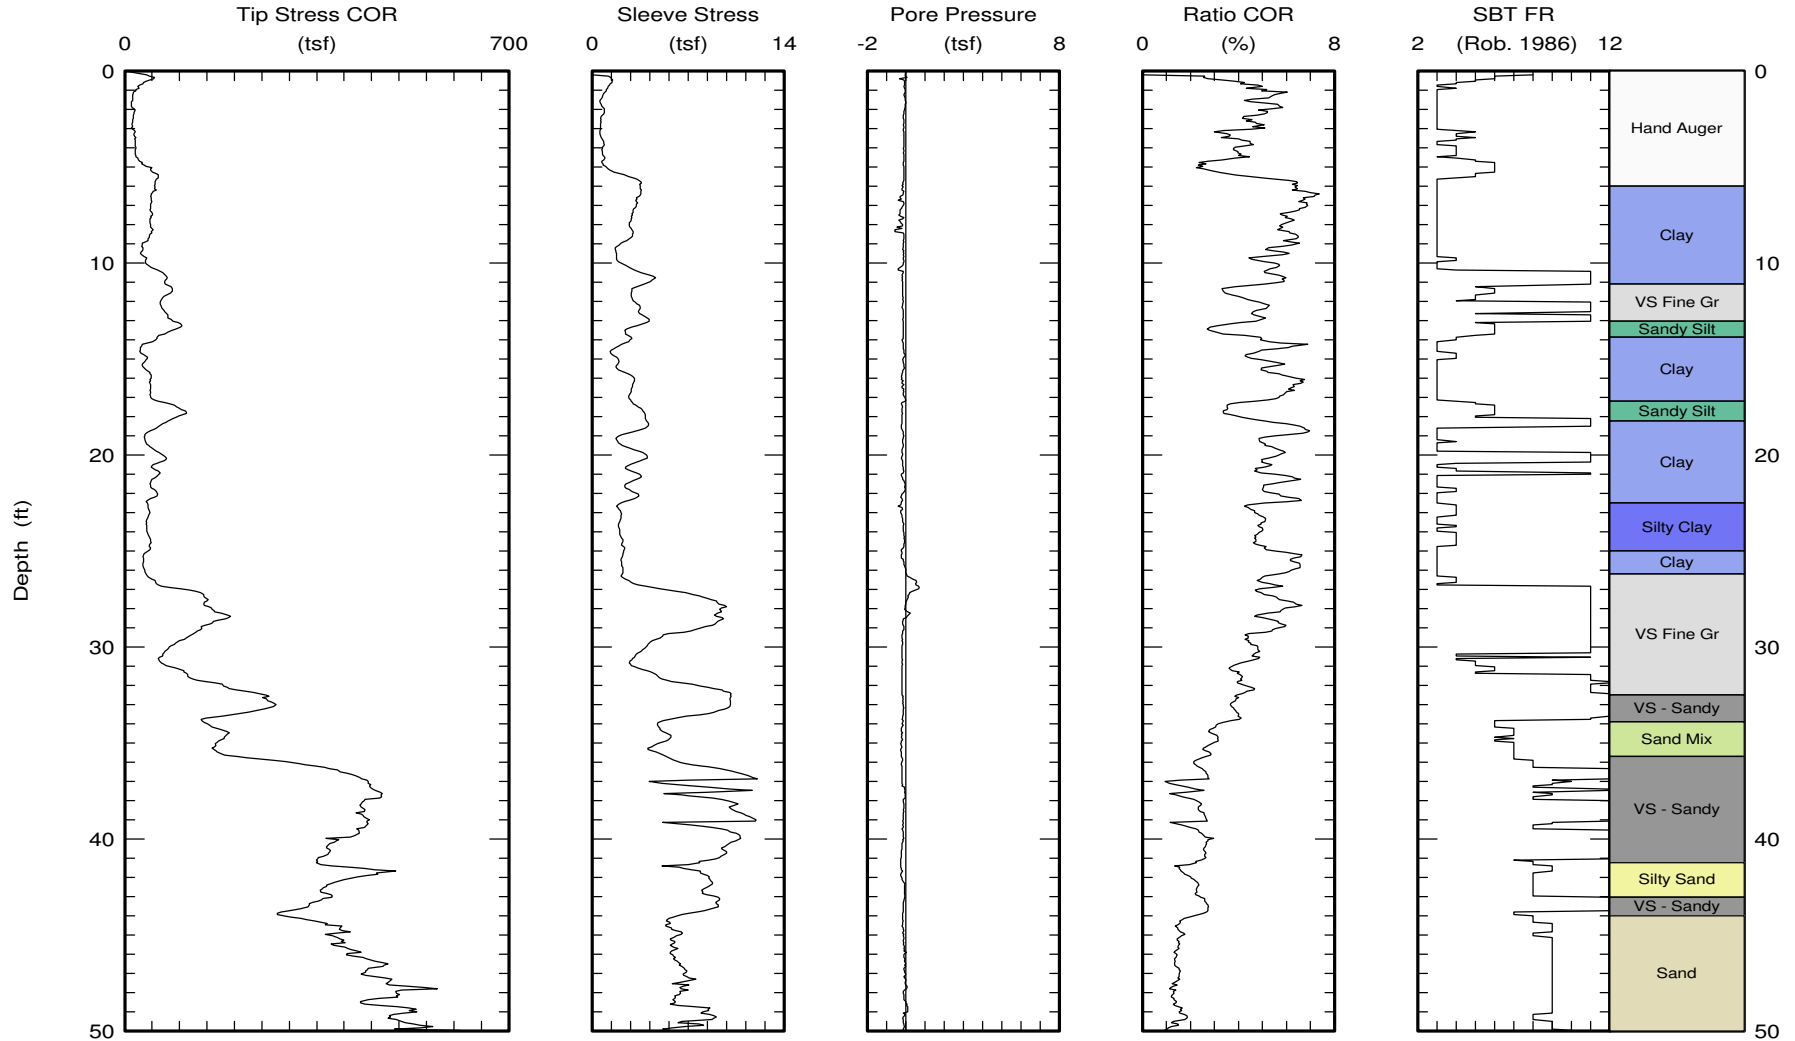 Tip Stress COR Sleeve Stress Pore Pressure Ratio COR SBT FR
0 (tsf) 700 0 (tsf) 14 -2 (tsf) 8 0 (%) 8 2 (Rob. 1986) 12
0 0
Hand Auger
Clay
10 10
VS Fine Gr
Sandy Silt
Clay
Sandy Silt
20 Clay 20
Silty Clay
Depth (ft)
Clay
VS Fine Gr
30 30
VS - Sandy
Sand Mix
VS - Sandy
40 40
Silty Sand
VS - Sandy
Sand
50 50